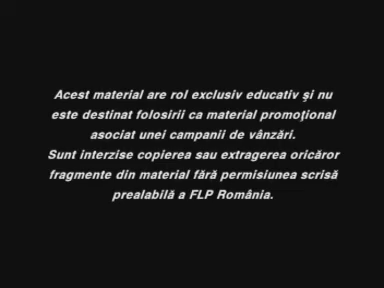 Acest material are rol exclusiv educativ şi nu
este destinat folosirii ca material promoţional
asociat unei campanii de vânzări.
Sunt interzise copierea sau extragerea oricăror
fragmente din material fără permisiunea scrisă
prealabilă a FLP România.